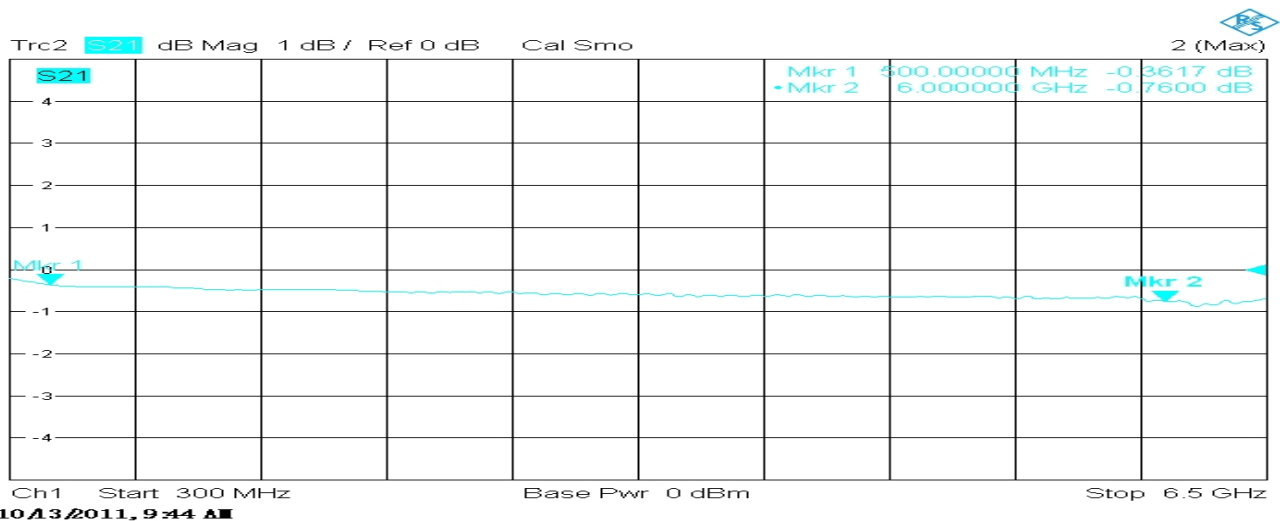 Trc2 S21 dB Mag 1 dB / Ref 0 dB Cal Smo 2 (Max)
S21
Mkr 1 500.00000 MHz -0.3617 dB
•Mkr 2 6.000000 GHz -0.7600 dB
4
3
2
1
Mkr 1
0
Mkr 2
-1
-2
-3
-4
Ch1 Start 300 MHz Base Pwr 0 dBm Stop 6.5 GHz
10/13/2011, 9:44 AM